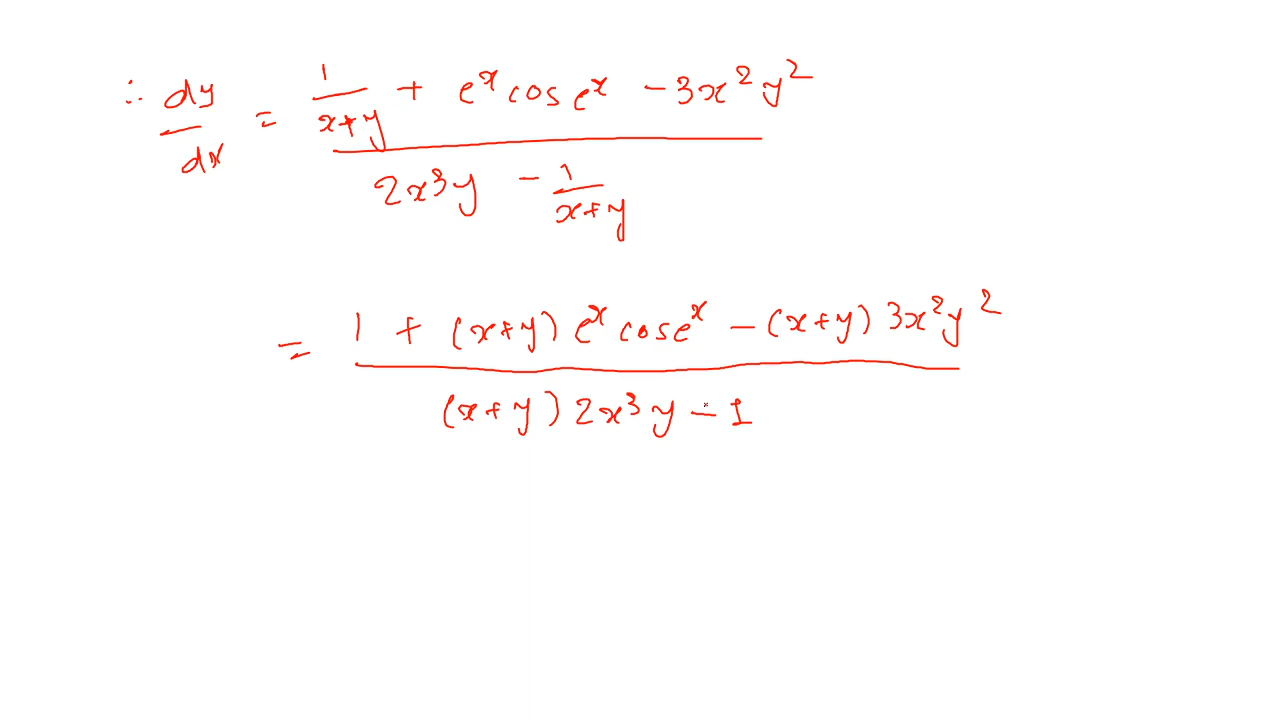 ∴ dy/dx = (1/(x+y) + e^x cos e^x − 3x²y²) / (2x³y − 1/(x+y))
= (1 + (x+y) e^x cos e^x − (x+y) 3x²y²) / ((x+y) 2x³y − 1)